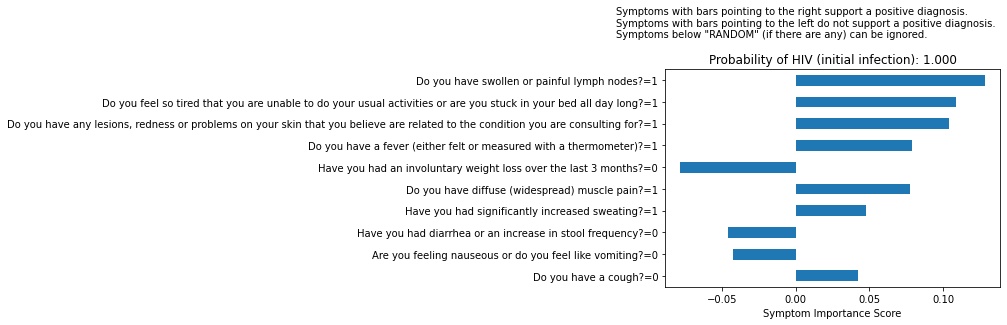 Symptoms with bars pointing to the right support a positive diagnosis.
Symptoms with bars pointing to the left do not support a positive diagnosis.
Symptoms below "RANDOM" (if there are any) can be ignored.
Probability of HIV (initial infection): 1.000
Do you have swollen or painful lymph nodes?=1
Do you feel so tired that you are unable to do your usual activities or are you stuck in your bed all day long?=1
Do you have any lesions, redness or problems on your skin that you believe are related to the condition you are consulting for?=1
Do you have a fever (either felt or measured with a thermometer)?=1
Have you had an involuntary weight loss over the last 3 months?=0
Do you have diffuse (widespread) muscle pain?=1
Have you had significantly increased sweating?=1
Have you had diarrhea or an increase in stool frequency?=0
Are you feeling nauseous or do you feel like vomiting?=0
Do you have a cough?=0
−0.05 0.00 0.05 0.10
Symptom Importance Score